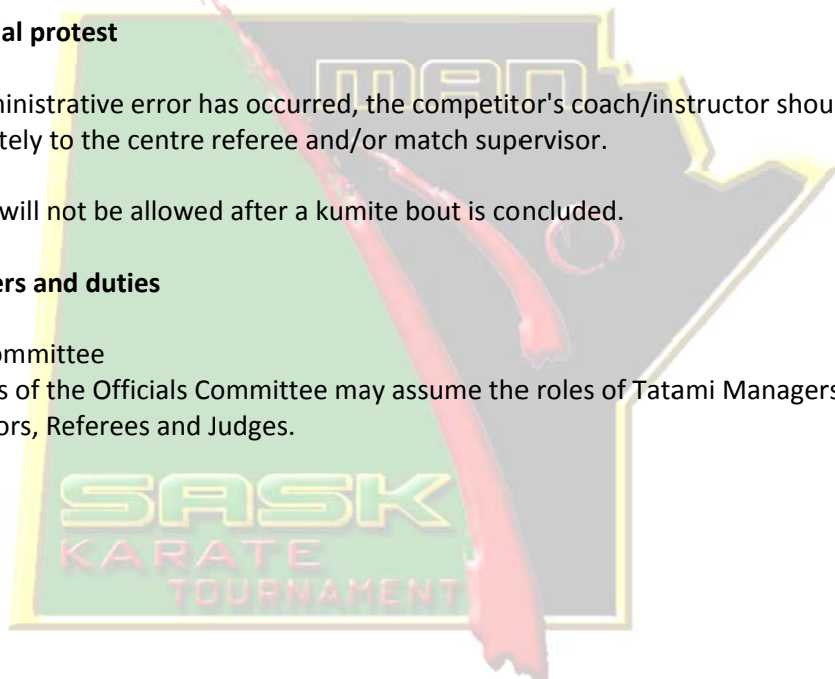 al protest
ministrative error has occurred, the competitor's coach/instructor shou
tely to the centre referee and/or match supervisor.
will not be allowed after a kumite bout is concluded.
ers and duties
ommittee
s of the Officials Committee may assume the roles of Tatami Managers
ors, Referees and Judges.
MAN
SASK
KARATE
TOURNAMENT